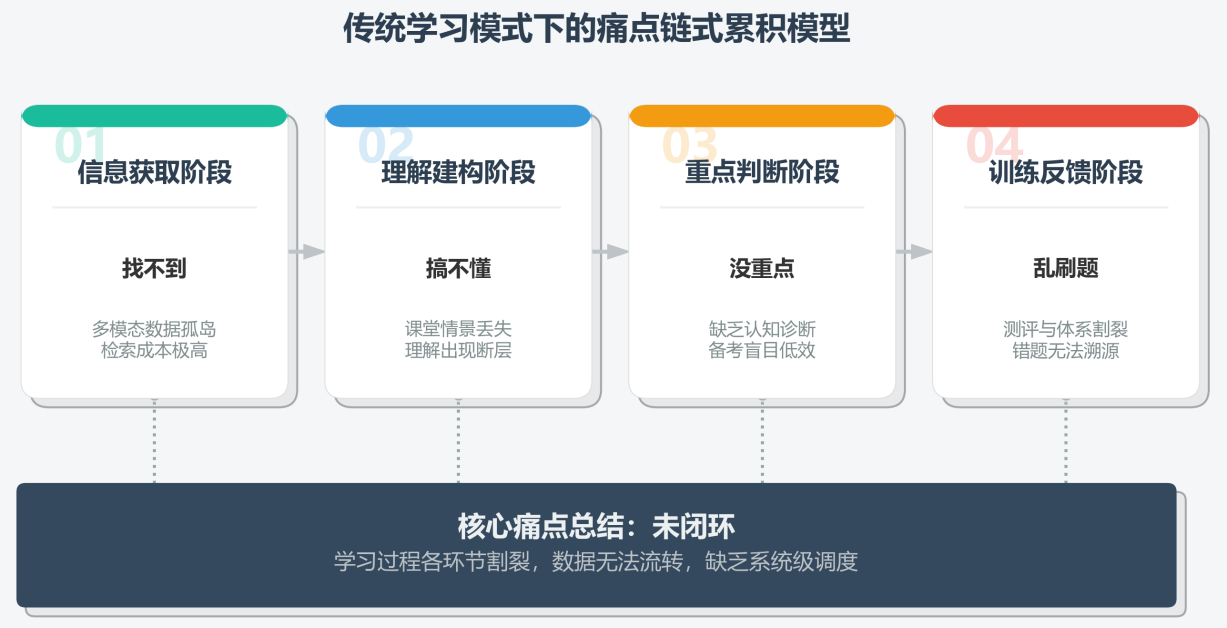 传统学习模式下的痛点链式累积模型
01
信息获取阶段
找不到
多模态数据孤岛
检索成本极高
02
理解建构阶段
搞不懂
课堂情景丢失
理解出现断层
03
重点判断阶段
没重点
缺乏认知诊断
备考盲目低效
04
训练反馈阶段
乱刷题
测评与体系割裂
错题无法溯源
核心痛点总结：未闭环
学习过程各环节割裂，数据无法流转，缺乏系统级调度